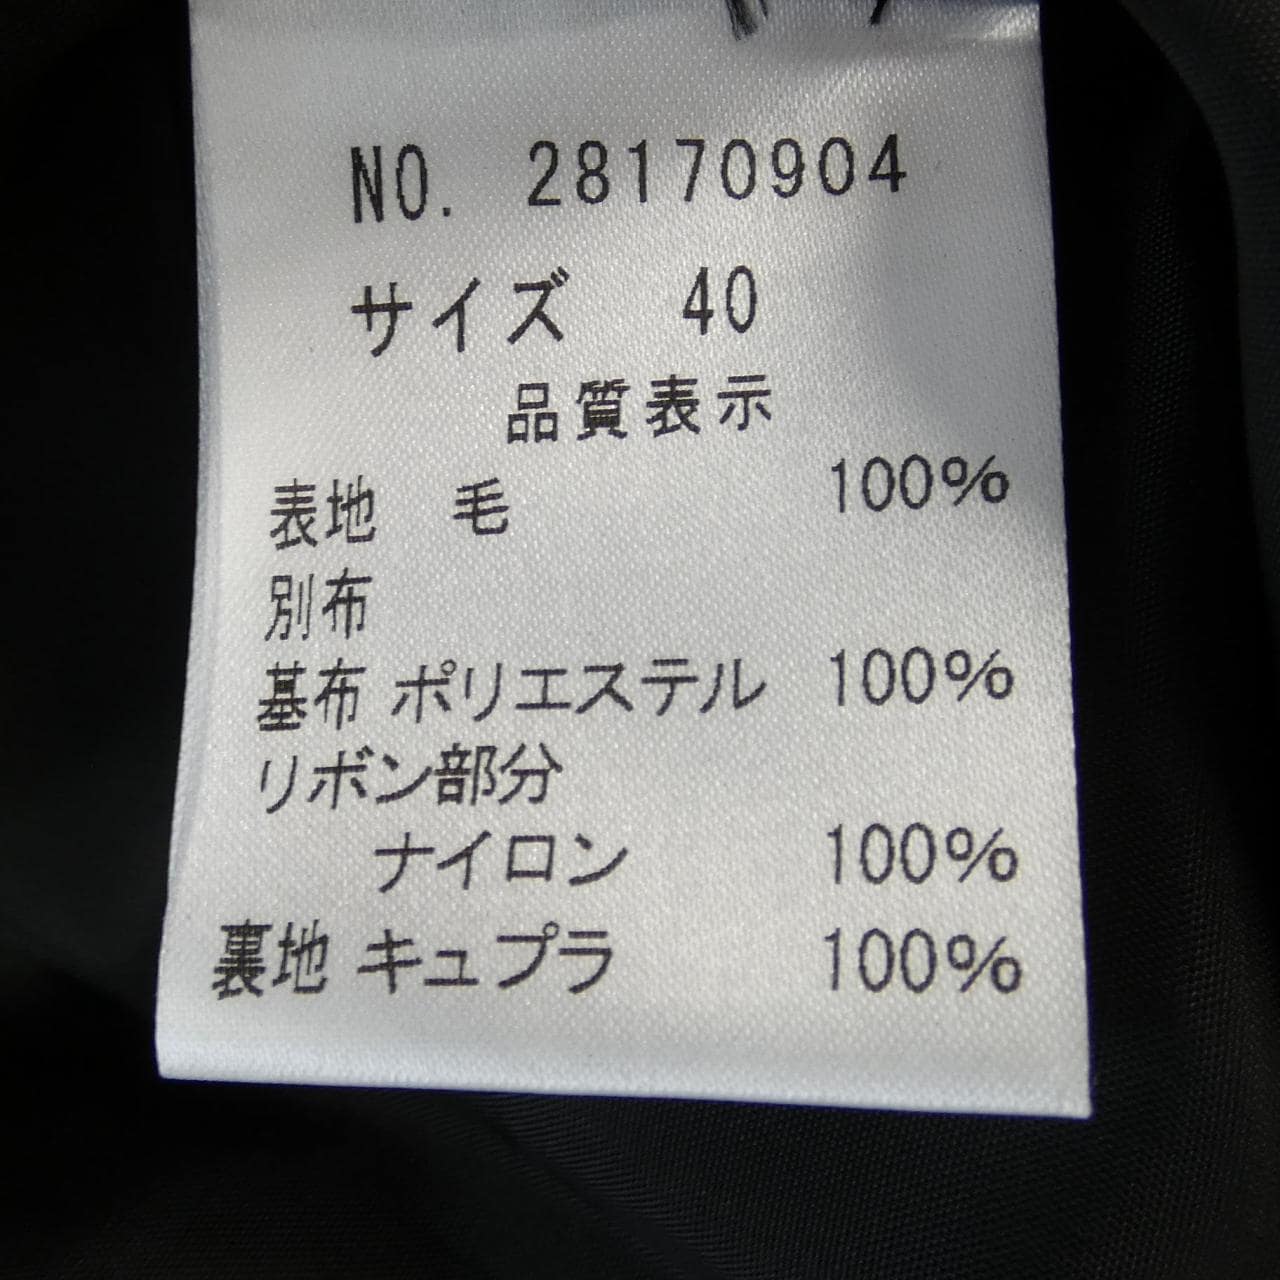 NO. 28170904
サイズ 40
品質表示
表地 毛 100%
別布
基布 ポリエステル 100%
リボン部分
ナイロン 100%
裏地 キュプラ 100%